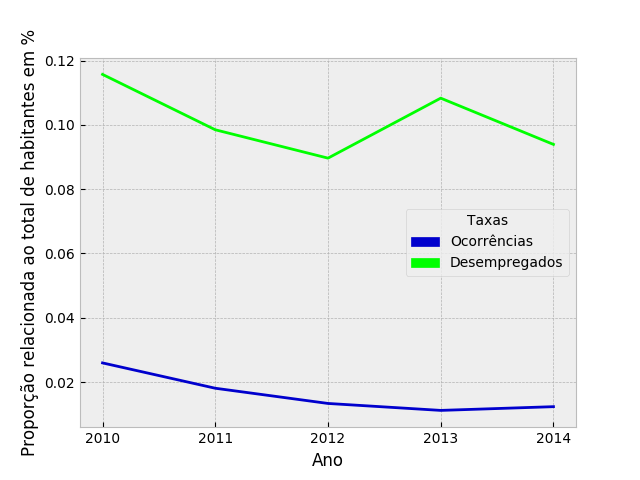 Proporção relacionada ao total de habitantes em %
0.12
0.10
0.08
0.06
0.04
0.02
Taxas
Ocorrências
Desempregados
2010 2011 2012 2013 2014
Ano